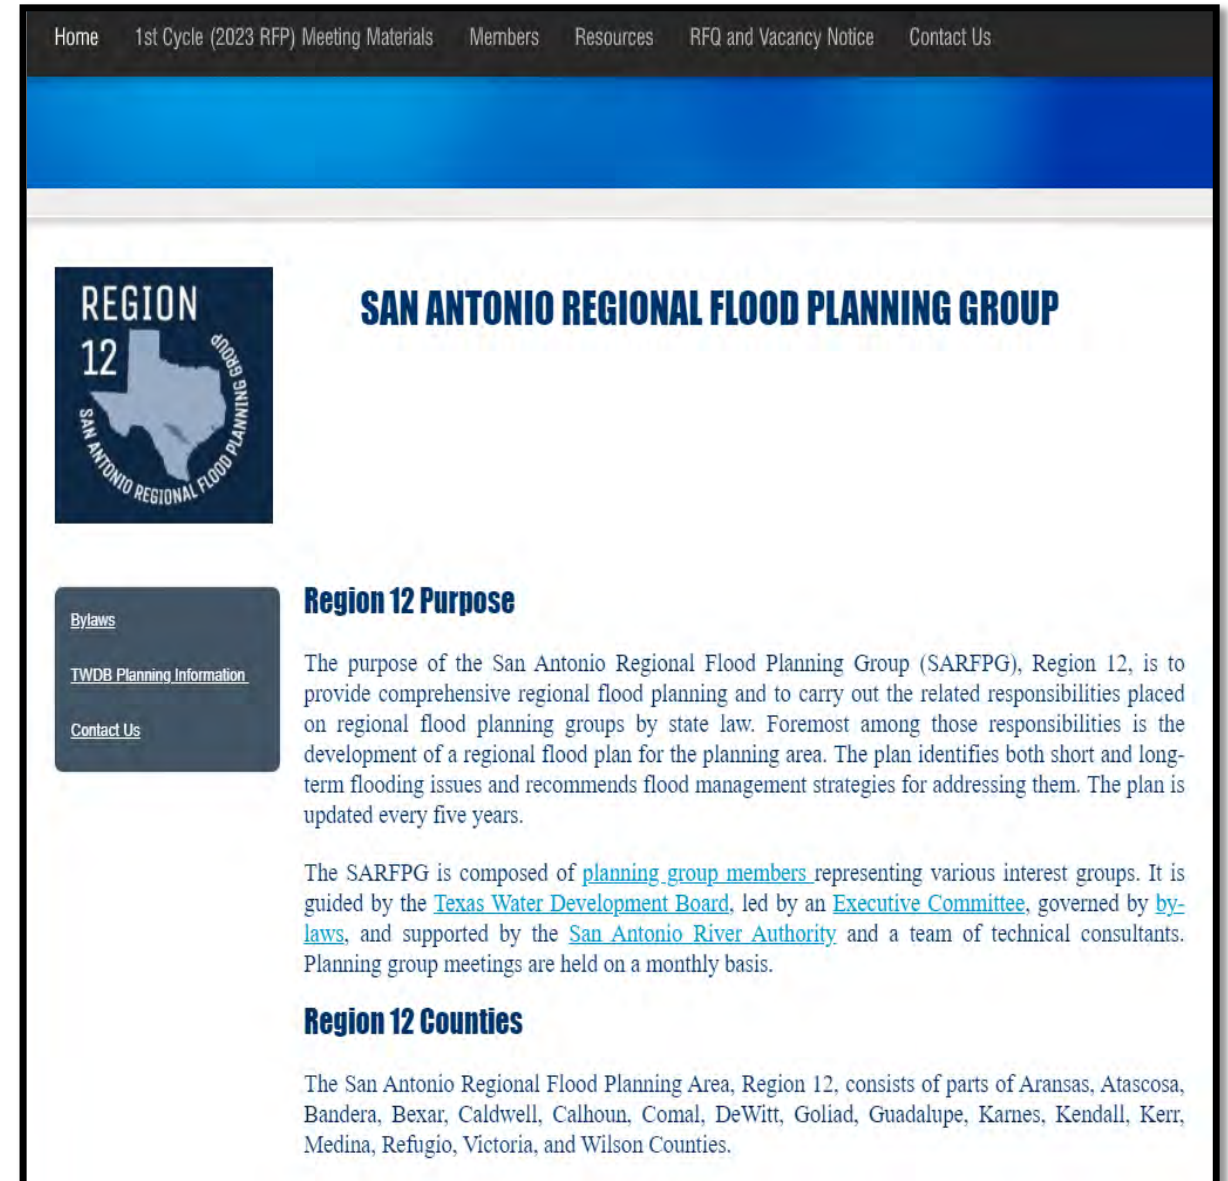 Home 1st Cycle (2023 RFP) Meeting Materials Members Resources RFQ and Vacancy Notice Contact Us
REGION
12
SAN ANTONIO REGIONAL FLOOD PLANNING GROUP
SAN ANTONIO REGIONAL FLOOD PLANNING GROUP
Bylaws
TWDB Planning Information
Contact Us
Region 12 Purpose
The purpose of the San Antonio Regional Flood Planning Group (SARFPG), Region 12, is to
provide comprehensive regional flood planning and to carry out the related responsibilities placed
on regional flood planning groups by state law. Foremost among those responsibilities is the
development of a regional flood plan for the planning area. The plan identifies both short and long-
term flooding issues and recommends flood management strategies for addressing them. The plan is
updated every five years.
The SARFPG is composed of planning group members representing various interest groups. It is
guided by the Texas Water Development Board, led by an Executive Committee, governed by by-
laws, and supported by the San Antonio River Authority and a team of technical consultants.
Planning group meetings are held on a monthly basis.
Region 12 Counties
The San Antonio Regional Flood Planning Area, Region 12, consists of parts of Aransas, Atascosa,
Bandera, Bexar, Caldwell, Calhoun, Comal, DeWitt, Goliad, Guadalupe, Karnes, Kendall, Kerr,
Medina, Refugio, Victoria, and Wilson Counties.